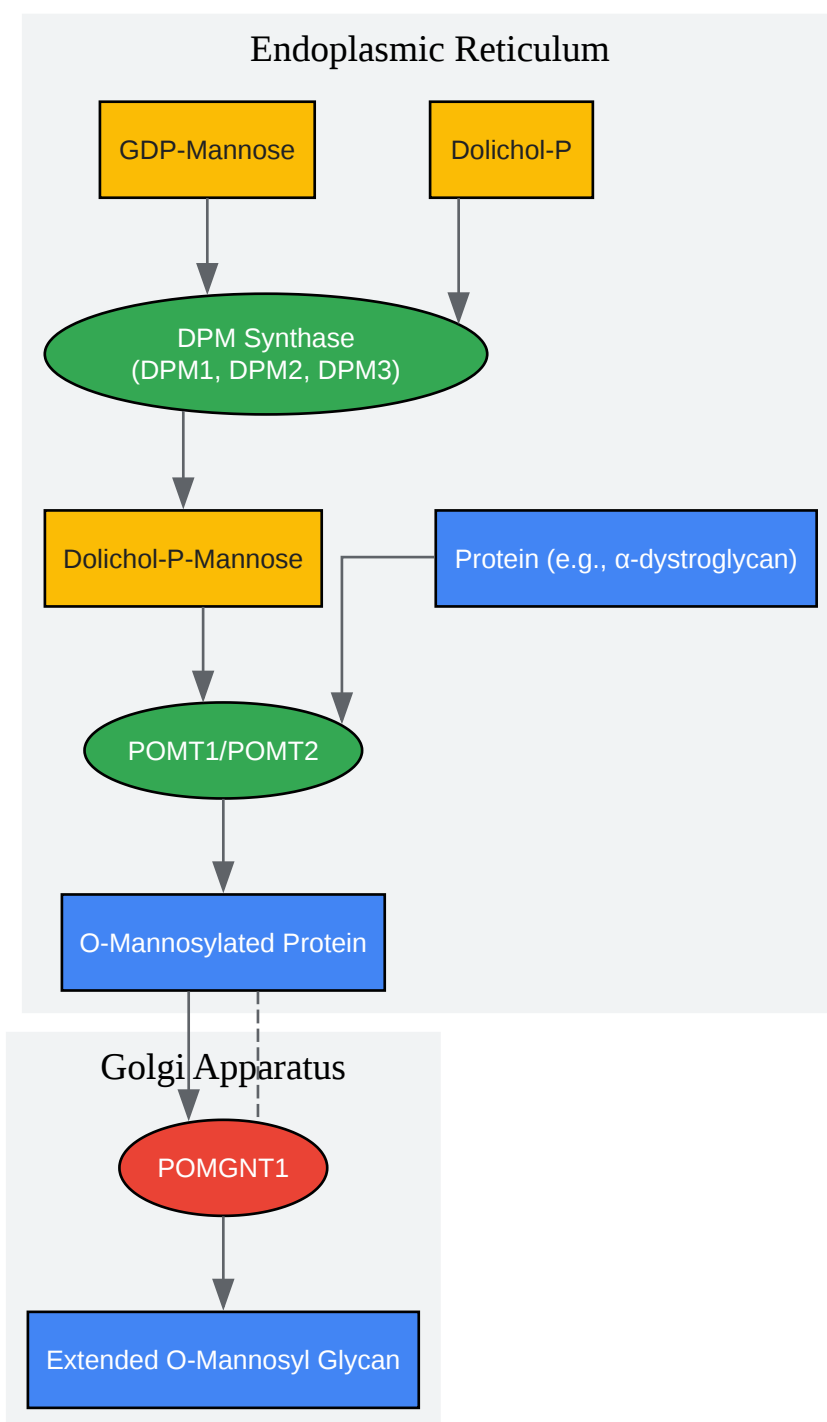 Endoplasmic Reticulum
GDP-Mannose
Dolichol-P
DPM Synthase
(DPM1, DPM2, DPM3)
Dolichol-P-Mannose
Protein (e.g., α-dystroglycan)
POMT1/POMT2
O-Mannosylated Protein
Golgi Apparatus
POMGNT1
Extended O-Mannosyl Glycan